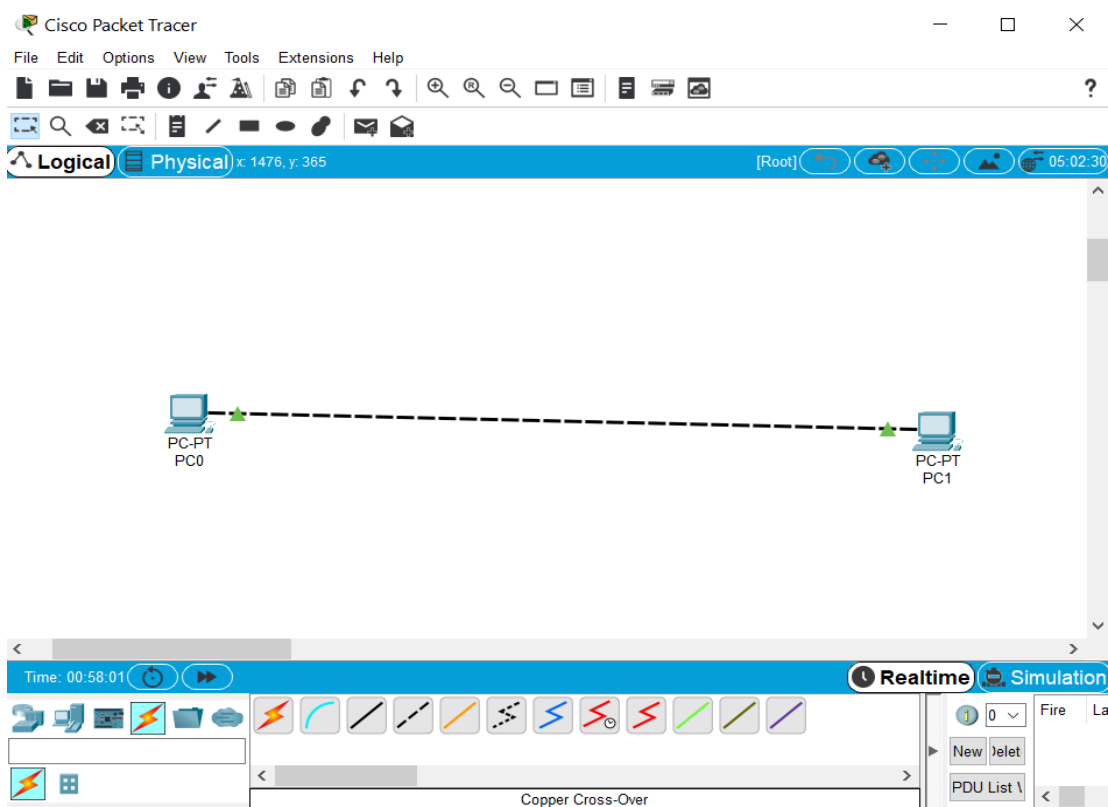 Cisco Packet Tracer
File Edit Options View Tools Extensions Help
?
Logical Physical x: 1476, y: 365 [Root] 05:02:30
PC-PT
PC0
PC-PT
PC1
Time: 00:58:01 Realtime Simulation
0 Fire La
New Delet
PDU List
Copper Cross-Over